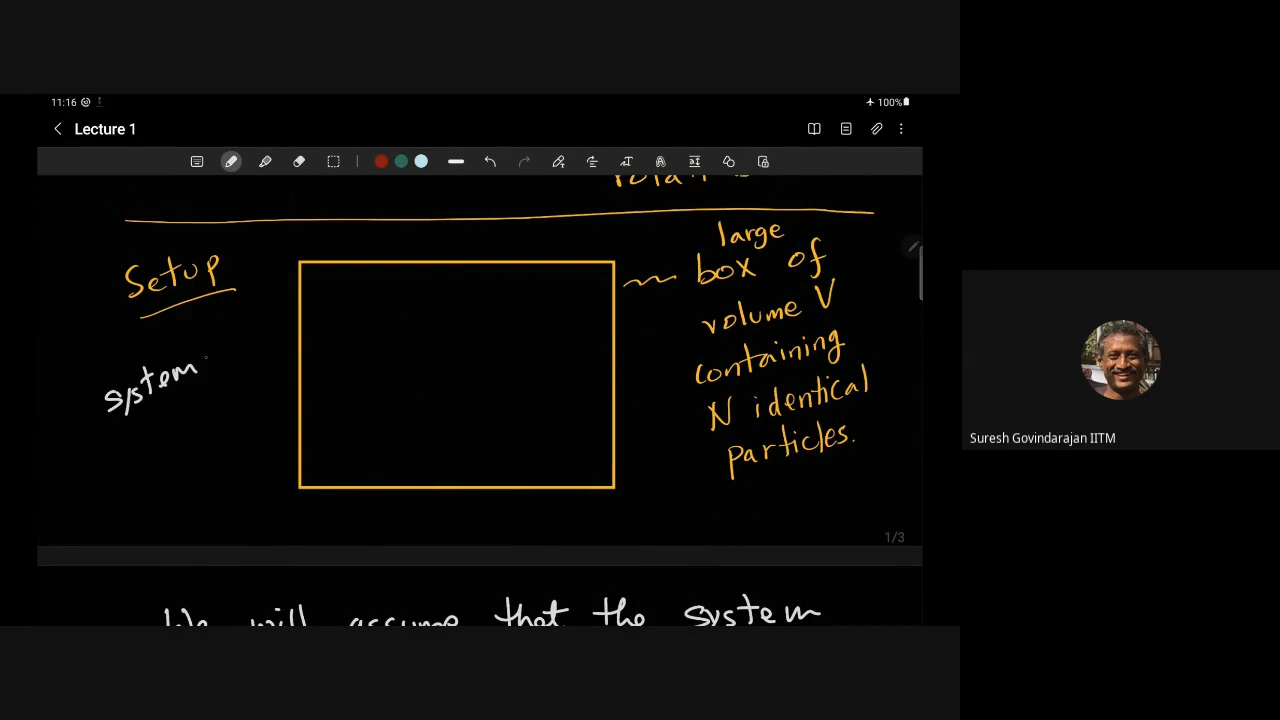 11:16 100%
Lecture 1
Setup
large
box of
volume V
containing
N identical
particles.
system
1/3
We will assume that the system
Suresh Govindarajan IITM